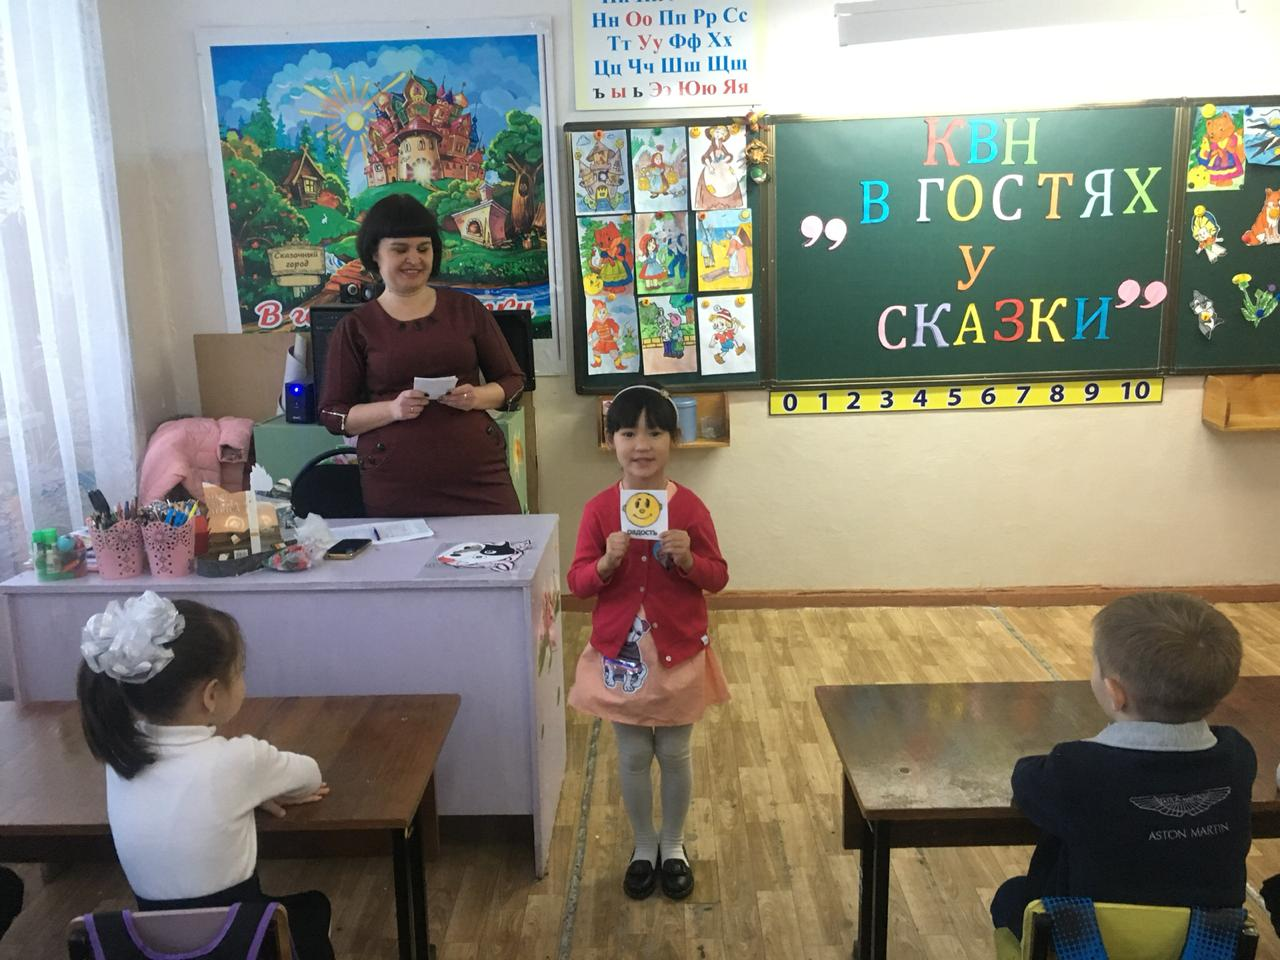 Нн Оо Пп Рр Сс
Тт Уу Фф Хх
Цц Чч Шш Щщ
ъ ы ь Ээ Юю Яя
КВН
" В ГОСТЯХ
У
СКАЗКИ "
Сказочный
город
В
0 1 2 3 4 5 6 7 8 9 10
радость
ASTON MARTIN